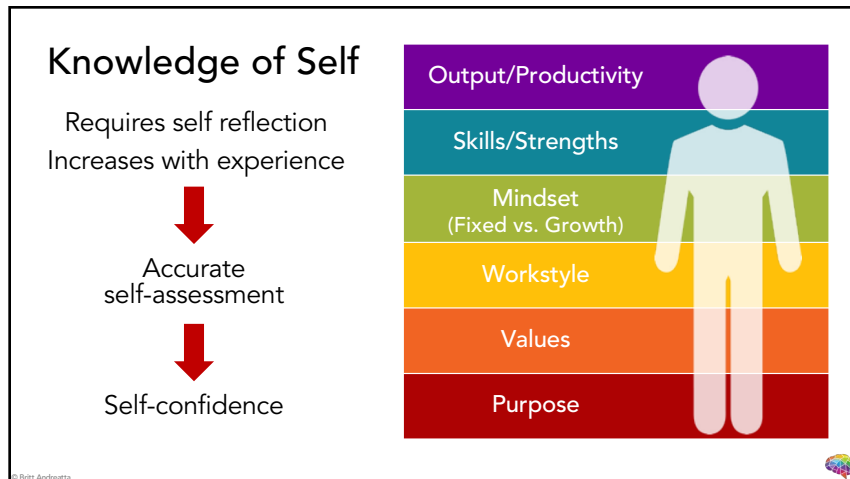 Knowledge of Self
Requires self reflection
Increases with experience
Accurate
self-assessment
Self-confidence
Output/Productivity
Skills/Strengths
Mindset
(Fixed vs. Growth)
Workstyle
Values
Purpose
© Britt Andreatta